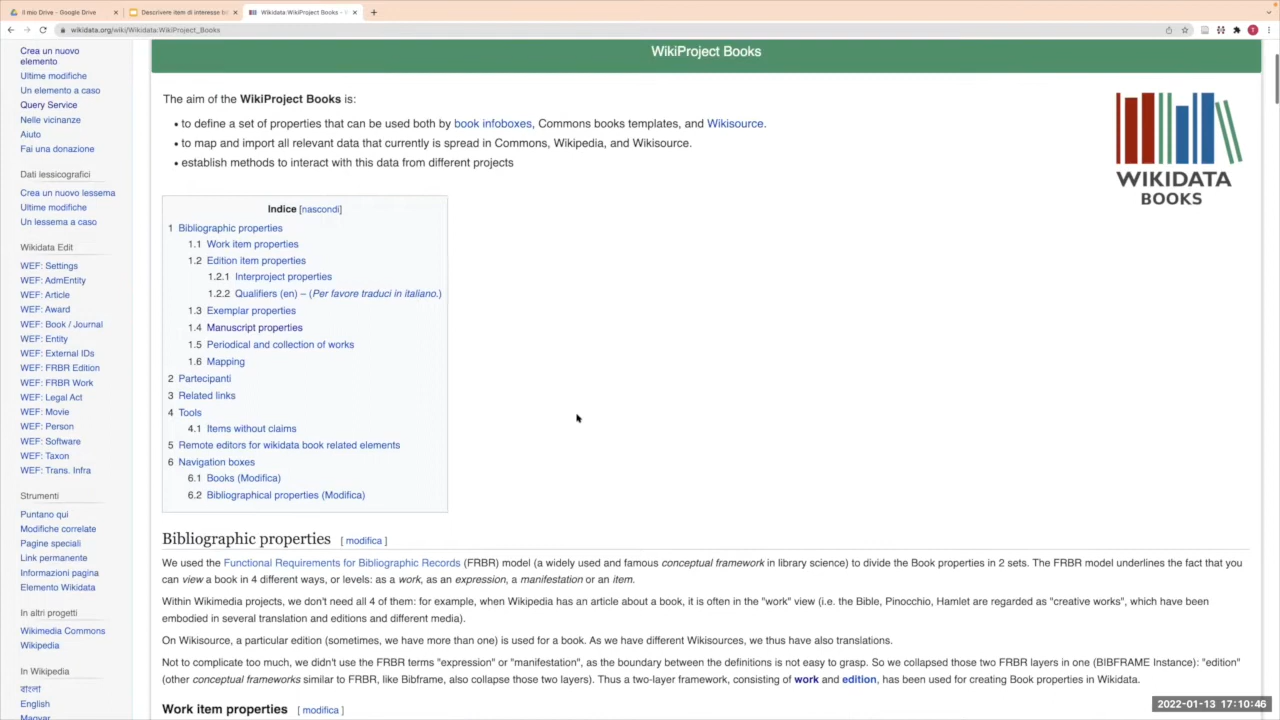 Il mio Drive - Google Drive
Descrivere item di interesse bi
Wikidata:WikiProject Books - 
wikidata.org/wiki/Wikidata:WikiProject_Books
Crea un nuovo
elemento
Ultime modifiche
Un elemento a caso
Query Service
Nelle vicinanze
Aiuto
Fai una donazione
Dati lessicografici
Crea un nuovo lessema
Ultime modifiche
Un lessema a caso
Wikidata Edit
WEF: Settings
WEF: AdmEntity
WEF: Article
WEF: Award
WEF: Book / Journal
WEF: Entity
WEF: External IDs
WEF: FRBR Edition
WEF: FRBR Work
WEF: Legal Act
WEF: Movie
WEF: Person
WEF: Software
WEF: Taxon
WEF: Trans. Infra
Strumenti
Puntano qui
Modifiche correlate
Pagine speciali
Link permanente
Informazioni pagina
Elemento Wikidata
In altri progetti
Wikimedia Commons
Wikipedia
In Wikipedia
বাংলা
English
Magyar
WikiProject Books
The aim of the WikiProject Books is:
• to define a set of properties that can be used both by book infoboxes, Commons books templates, and Wikisource.
• to map and import all relevant data that currently is spread in Commons, Wikipedia, and Wikisource.
• establish methods to interact with this data from different projects
WIKIDATA
BOOKS
Indice [nascondi]
1 Bibliographic properties
1.1 Work item properties
1.2 Edition item properties
1.2.1 Interproject properties
1.2.2 Qualifiers (en) – (Per favore traduci in italiano.)
1.3 Exemplar properties
1.4 Manuscript properties
1.5 Periodical and collection of works
1.6 Mapping
2 Partecipanti
3 Related links
4 Tools
4.1 Items without claims
5 Remote editors for wikidata book related elements
6 Navigation boxes
6.1 Books (Modifica)
6.2 Bibliographical properties (Modifica)
Bibliographic properties [ modifica ]
We used the Functional Requirements for Bibliographic Records (FRBR) model (a widely used and famous conceptual framework in library science) to divide the Book properties in 2 sets. The FRBR model underlines the fact that you
can view a book in 4 different ways, or levels: as a work, as an expression, a manifestation or an item.
Within Wikimedia projects, we don't need all 4 of them: for example, when Wikipedia has an article about a book, it is often in the "work" view (i.e. the Bible, Pinocchio, Hamlet are regarded as "creative works", which have been
embodied in several translation and editions and different media).
On Wikisource, a particular edition (sometimes, we have more than one) is used for a book. As we have different Wikisources, we thus have also translations.
Not to complicate too much, we didn't use the FRBR terms "expression" or "manifestation", as the boundary between the definitions is not easy to grasp. So we collapsed those two FRBR layers in one (BIBFRAME Instance): "edition"
(other conceptual frameworks similar to FRBR, like Bibframe, also collapse those two layers). Thus a two-layer framework, consisting of work and edition, has been used for creating Book properties in Wikidata.
Work item properties [ modifica ]
2022-01-13 17:10:46